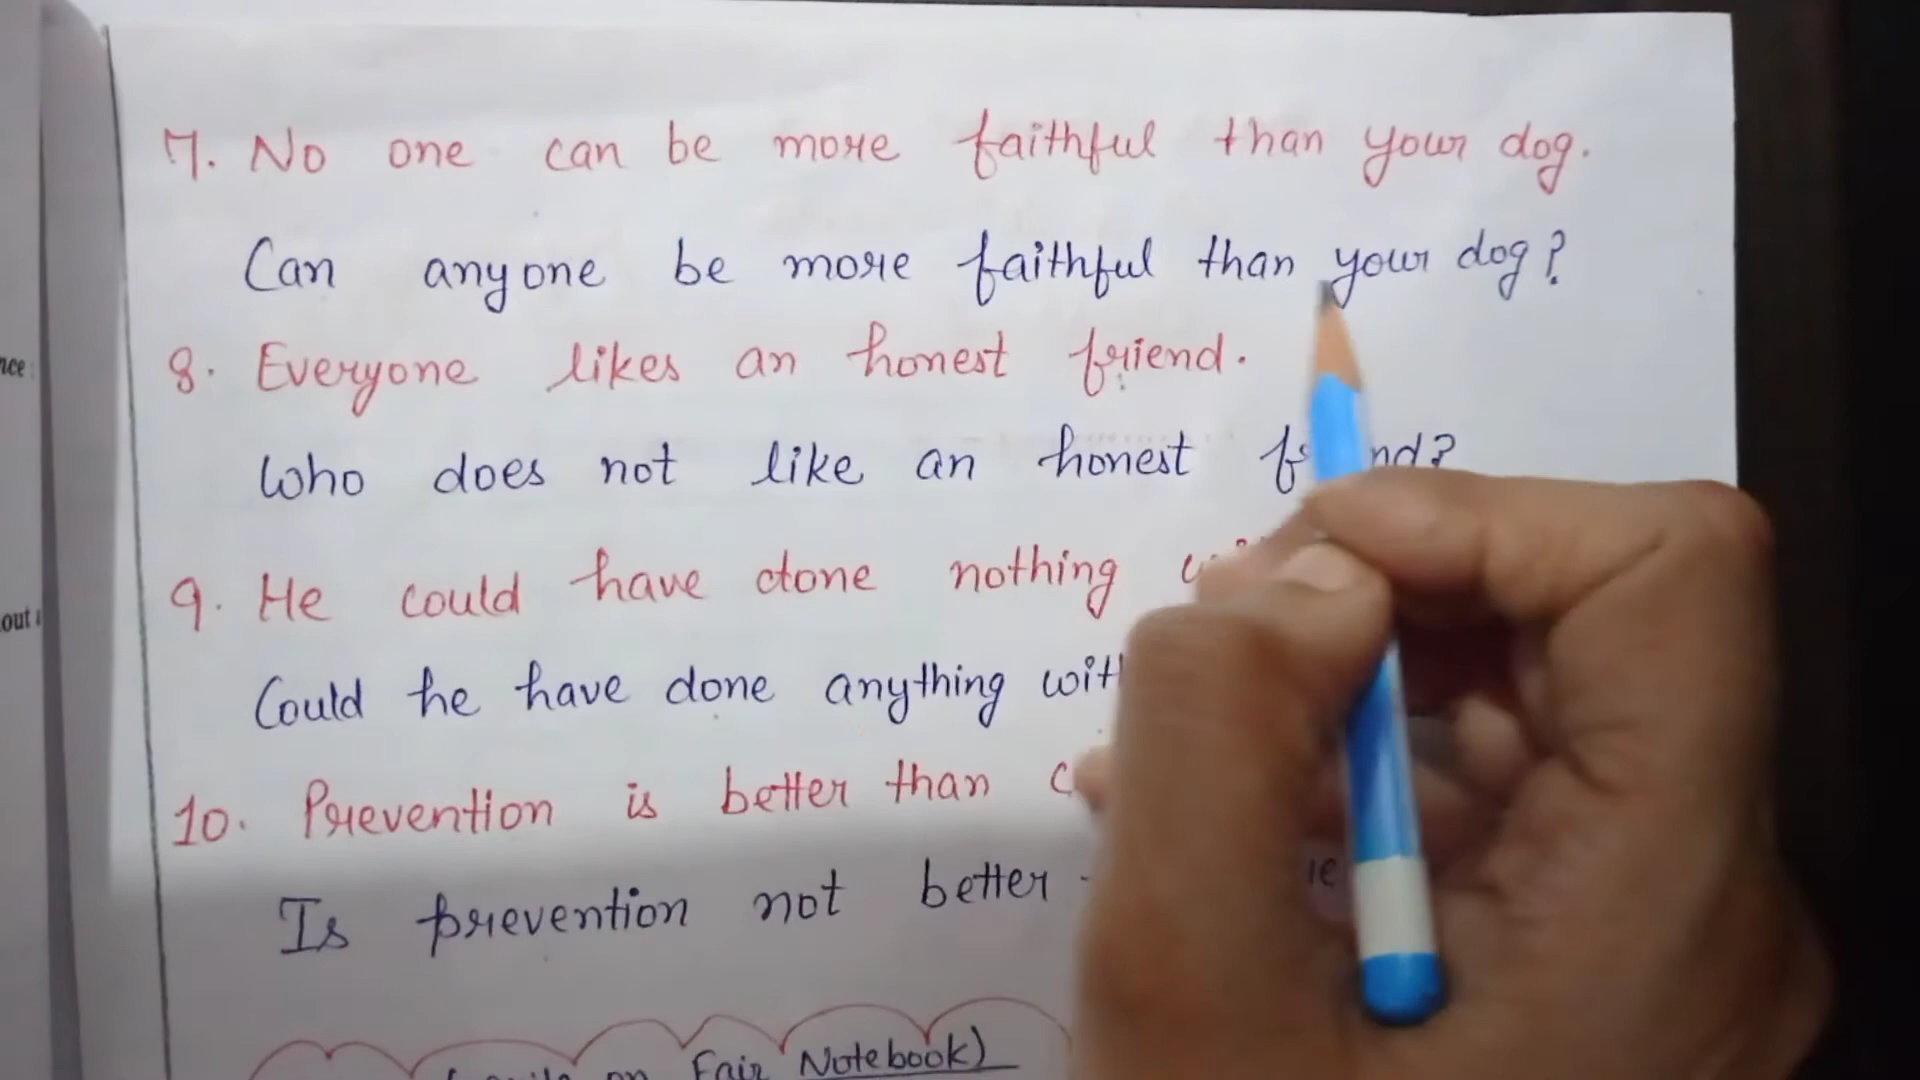 7. No one can be more faithful than your dog.
Can anyone be more faithful than your dog?
8. Everyone likes an honest friend.
Who does not like an honest
9. He could have done nothing
Could he have done anything
10. Prevention is better than
Is prevention not better
on Fair Notebook)